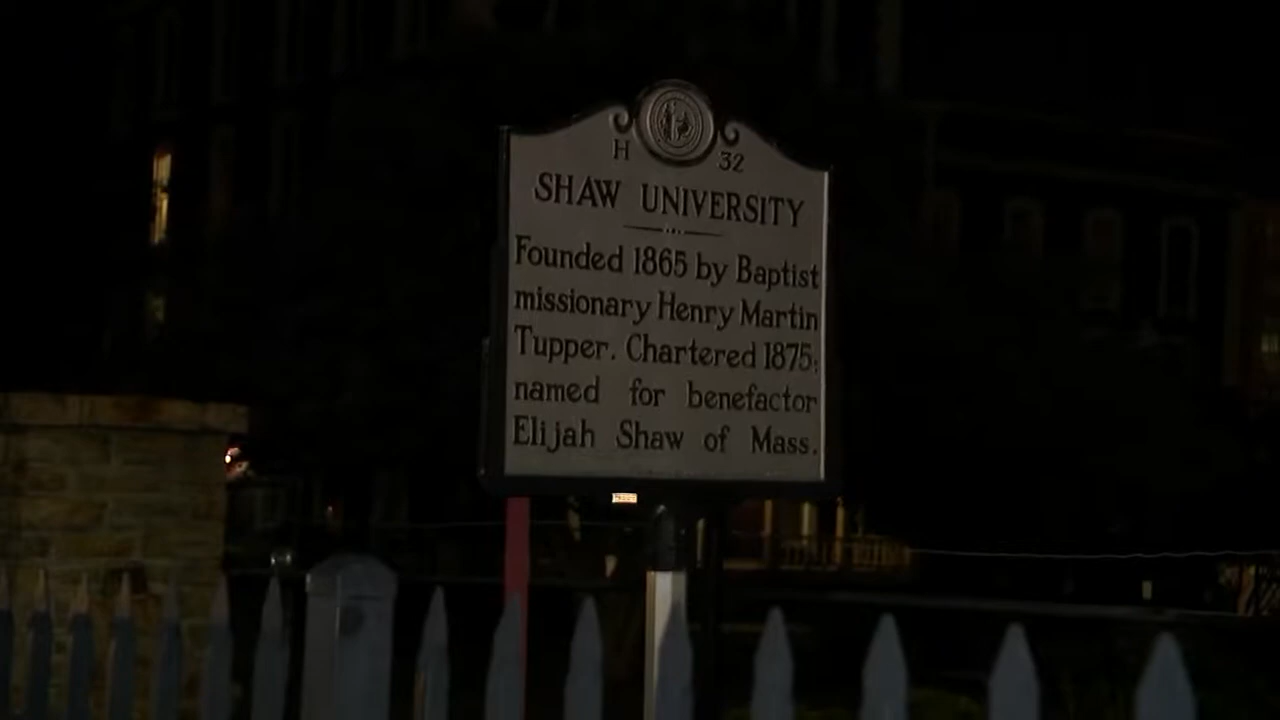 H 32
SHAW UNIVERSITY
Founded 1865 by Baptist
missionary Henry Martin
Tupper. Chartered 1875;
named for benefactor
Elijah Shaw of Mass.